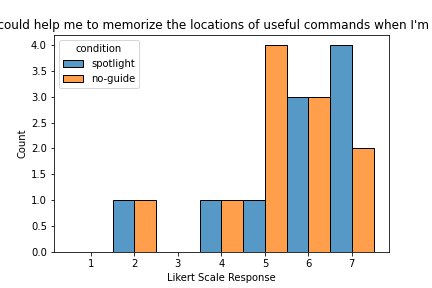 could help me to memorize the locations of useful commands when I'm
condition
spotlight
no-guide
4.0
3.5
3.0
2.5
2.0
1.5
1.0
0.5
0.0
Count
1 2 3 4 5 6 7
Likert Scale Response